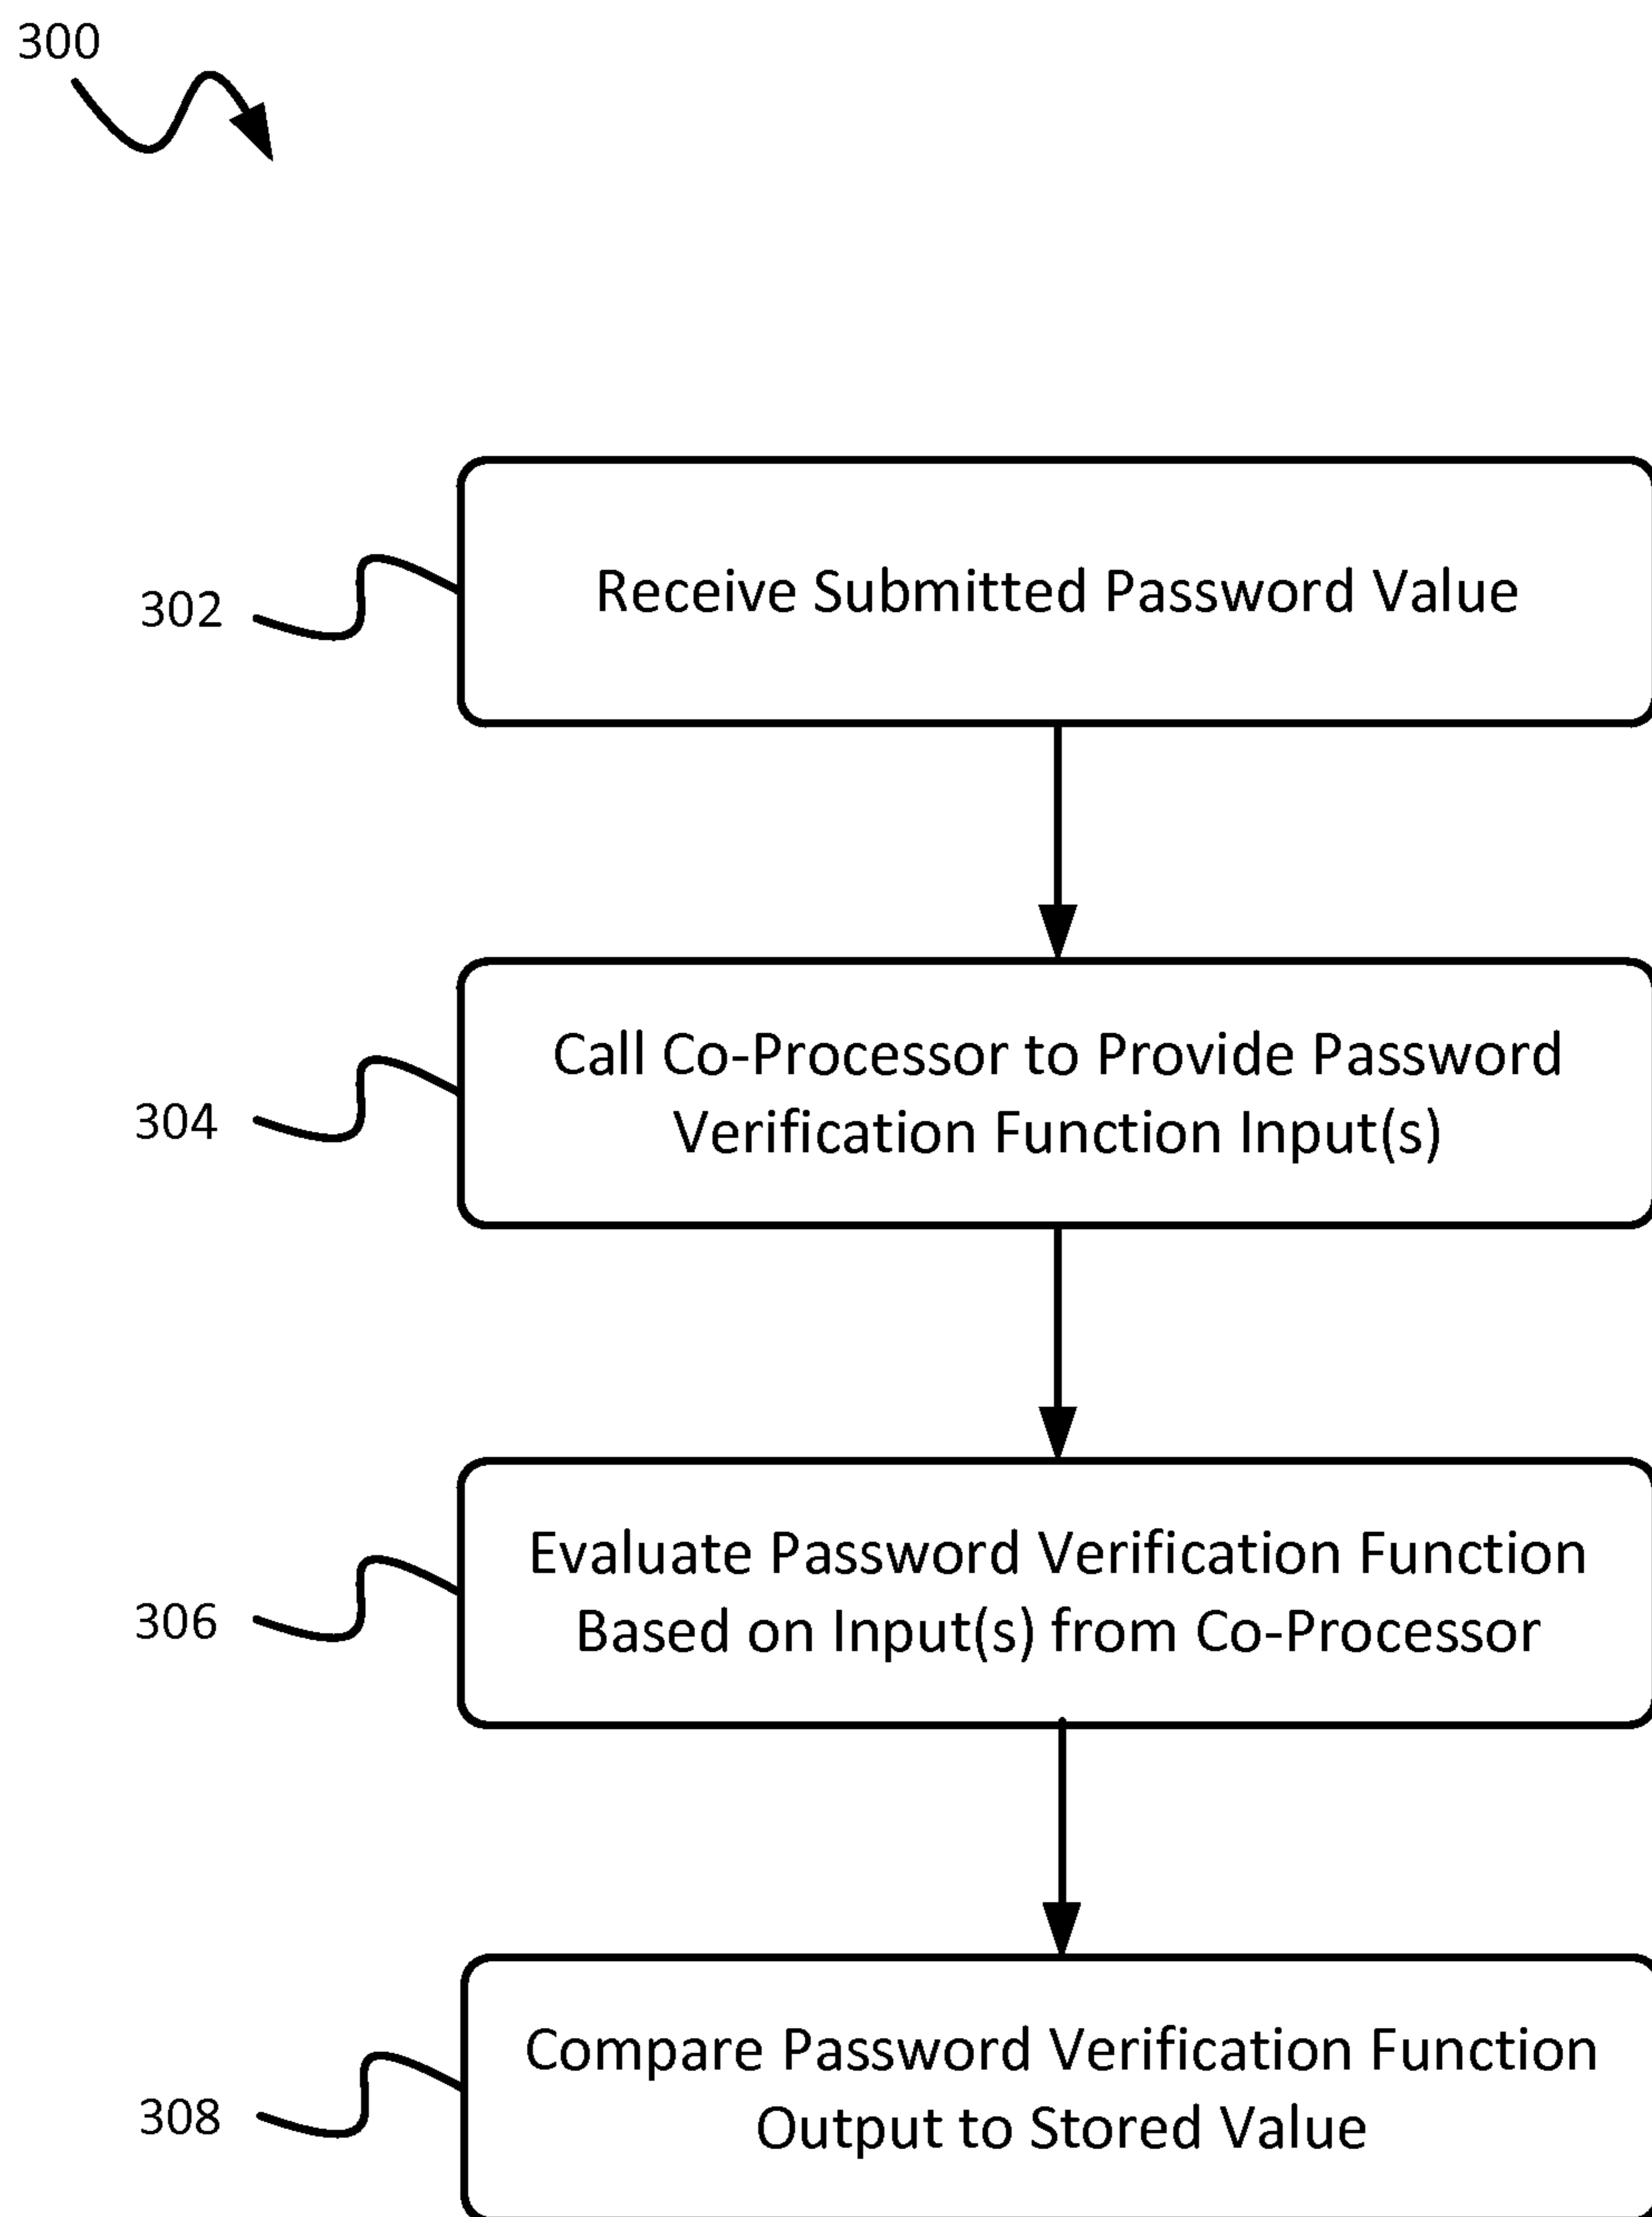 300
302
Receive Submitted Password Value
304
Call Co-Processor to Provide Password
Verification Function Input(s)
306
Evaluate Password Verification Function
Based on Input(s) from Co-Processor
308
Compare Password Verification Function
Output to Stored Value